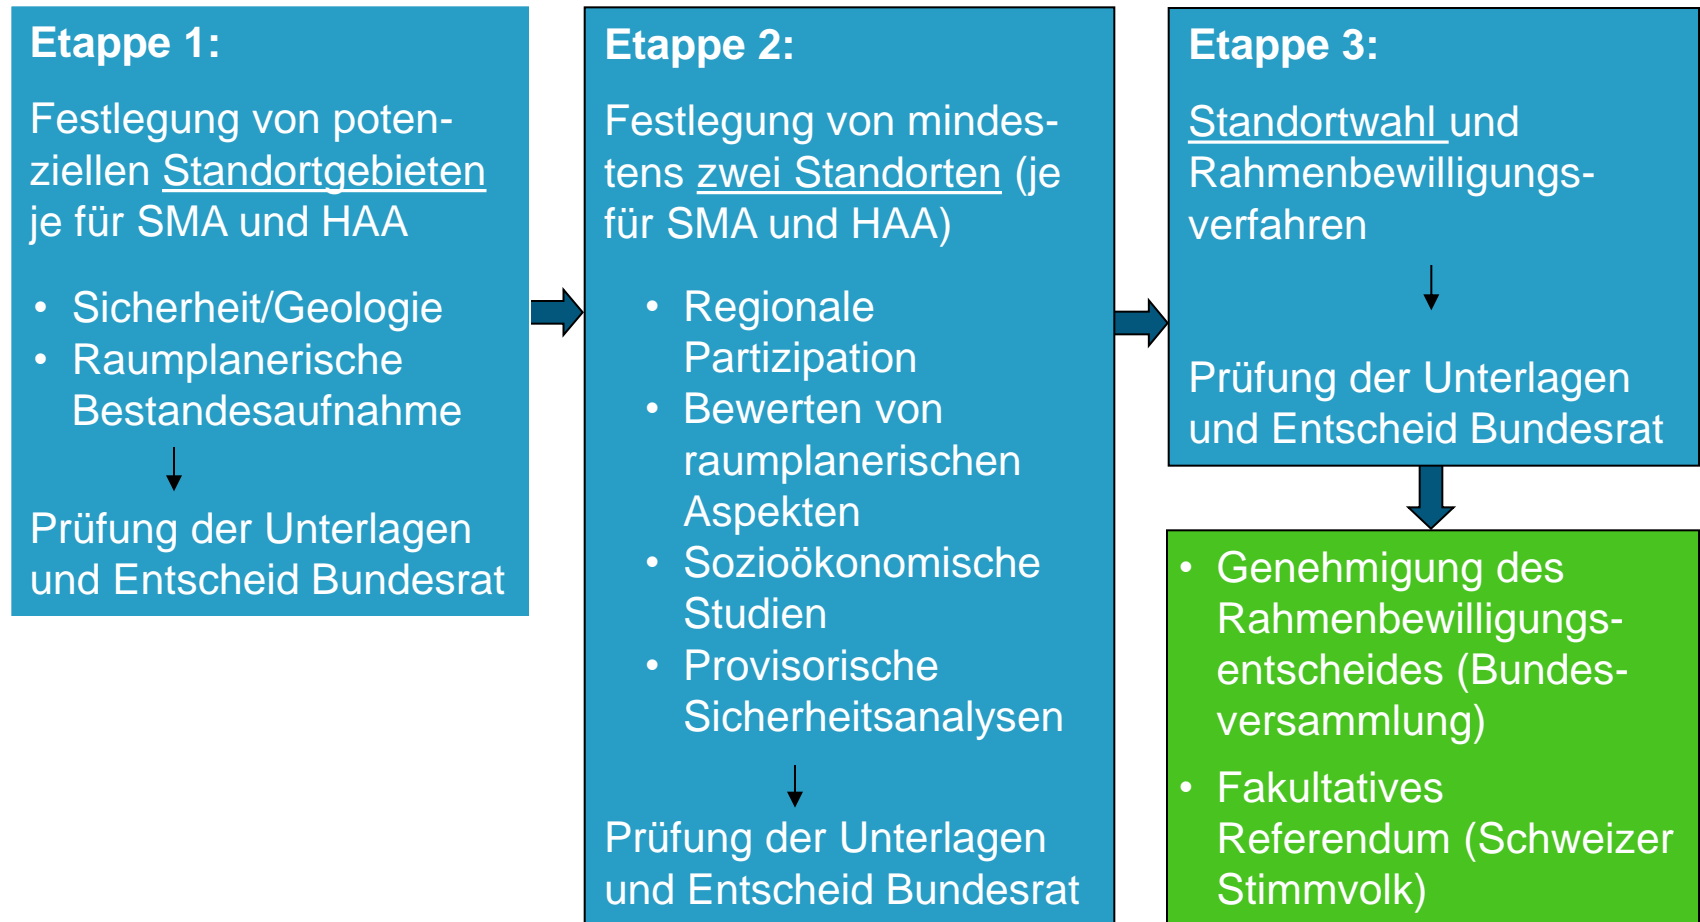 Etappe 1:
Festlegung von poten-
ziellen Standortgebieten
je für SMA und HAA
• Sicherheit/Geologie
• Raumplanerische
Bestandesaufnahme
Prüfung der Unterlagen
und Entscheid Bundesrat
Etappe 2:
Festlegung von mindes-
tens zwei Standorten (je
für SMA und HAA)
• Regionale
Partizipation
• Bewerten von
raumplanerischen
Aspekten
• Sozioökonomische
Studien
• Provisorische
Sicherheitsanalysen
Prüfung der Unterlagen
und Entscheid Bundesrat
Etappe 3:
Standortwahl und
Rahmenbewilligungs-
verfahren
Prüfung der Unterlagen
und Entscheid Bundesrat
• Genehmigung des
Rahmenbewilligungs-
entscheides (Bundes-
versammlung)
• Fakultatives
Referendum (Schweizer
Stimmvolk)